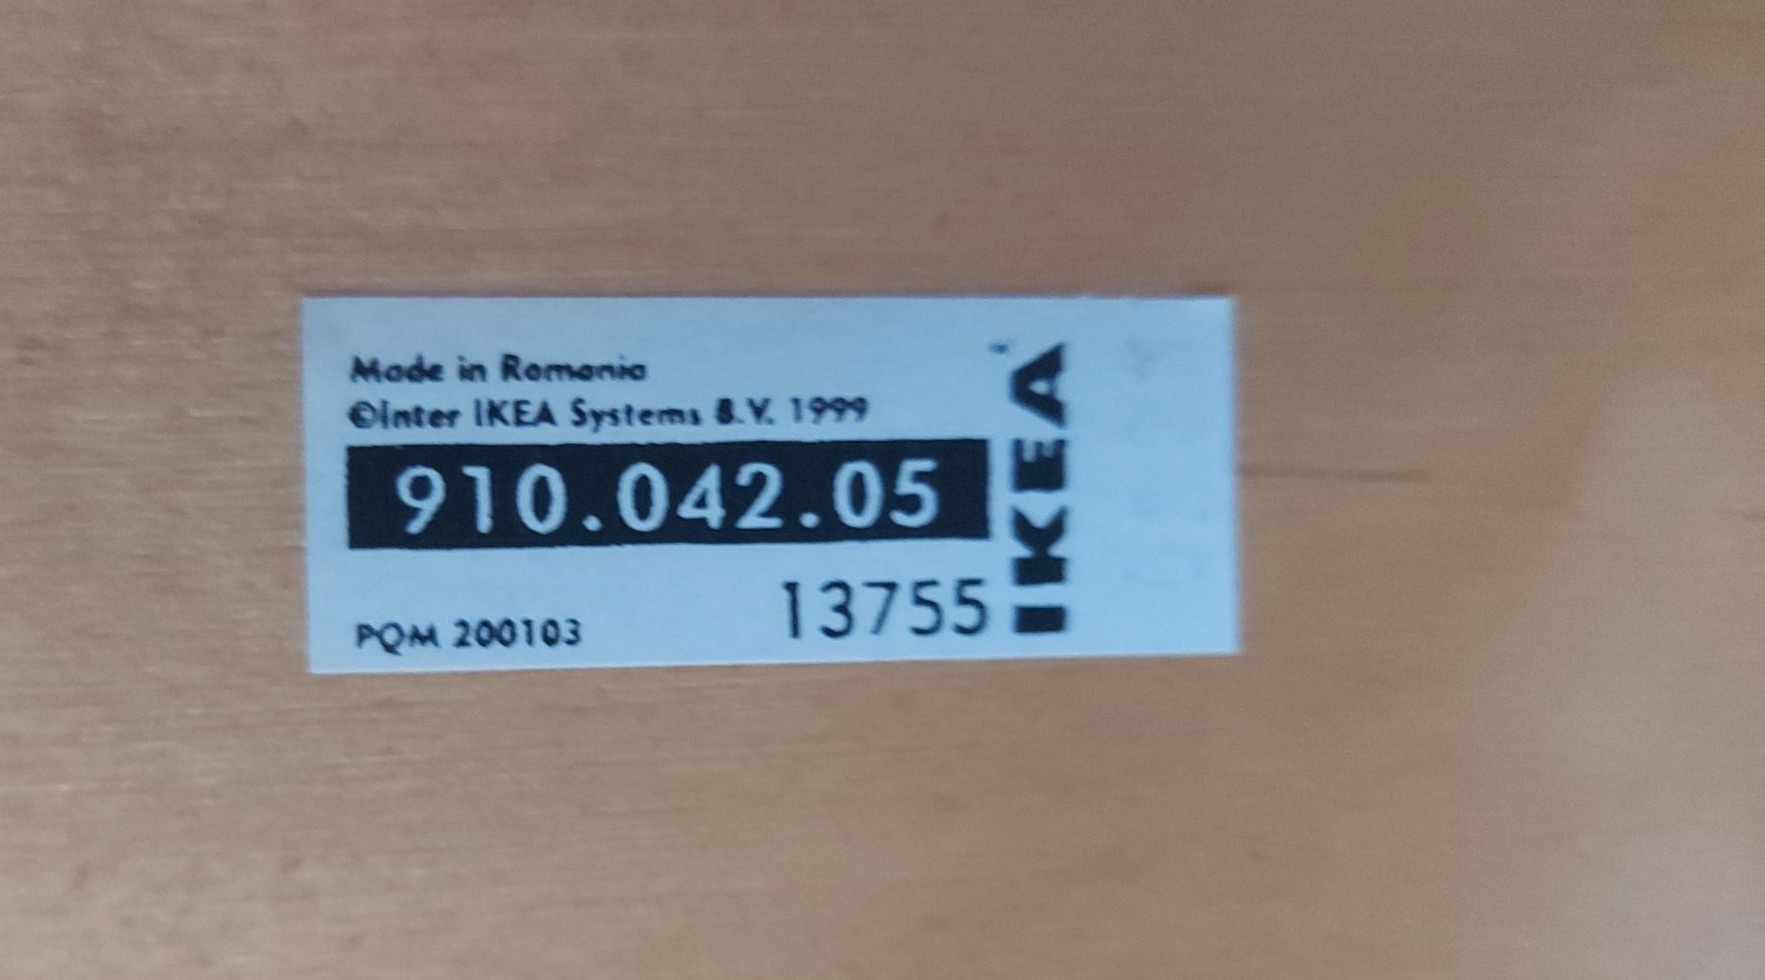 Made in Romania
©Inter IKEA Systems B.V. 1999
910.042.05
PQM 200103
13755
IKEA